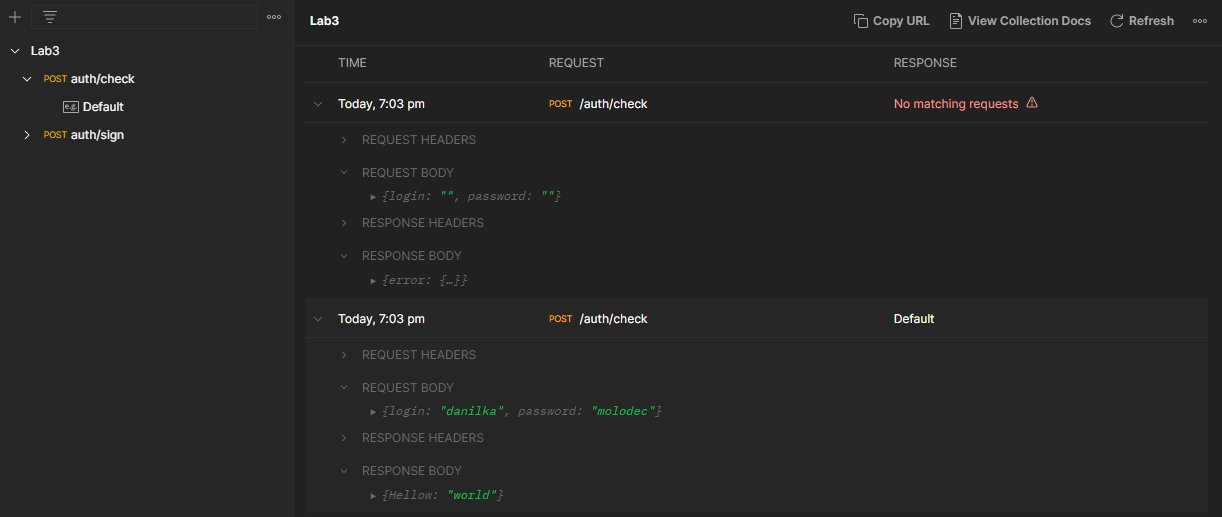 Lab3
POST auth/check
e.g. Default
POST auth/sign
Lab3 Copy URL View Collection Docs Refresh
TIME REQUEST RESPONSE
Today, 7:03 pm POST /auth/check No matching requests
REQUEST HEADERS
REQUEST BODY
{login: "", password: ""}
RESPONSE HEADERS
RESPONSE BODY
{error: {…}}
Today, 7:03 pm POST /auth/check Default
REQUEST HEADERS
REQUEST BODY
{login: "danilka", password: "molodec"}
RESPONSE HEADERS
RESPONSE BODY
{Hellow: "world"}